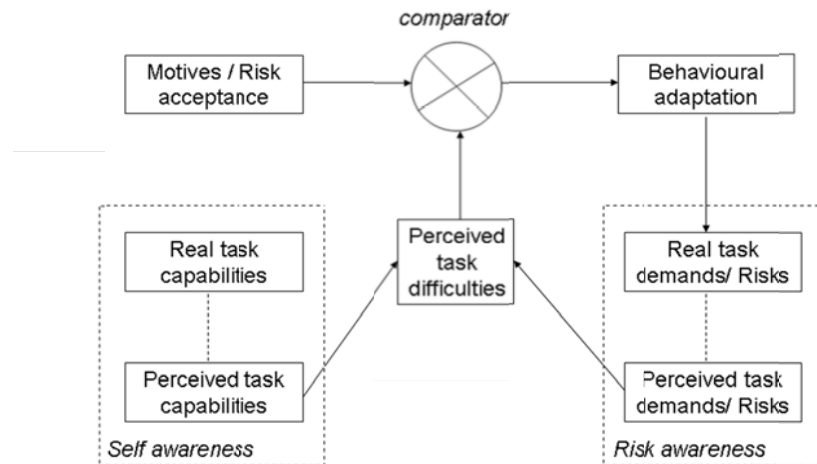 comparator
Motives / Risk
acceptance
Behavioural
adaptation
Real task
capabilities
Perceived
task
difficulties
Real task
demands/ Risks
Perceived task
capabilities
Perceived task
demands/ Risks
Self awareness
Risk awareness